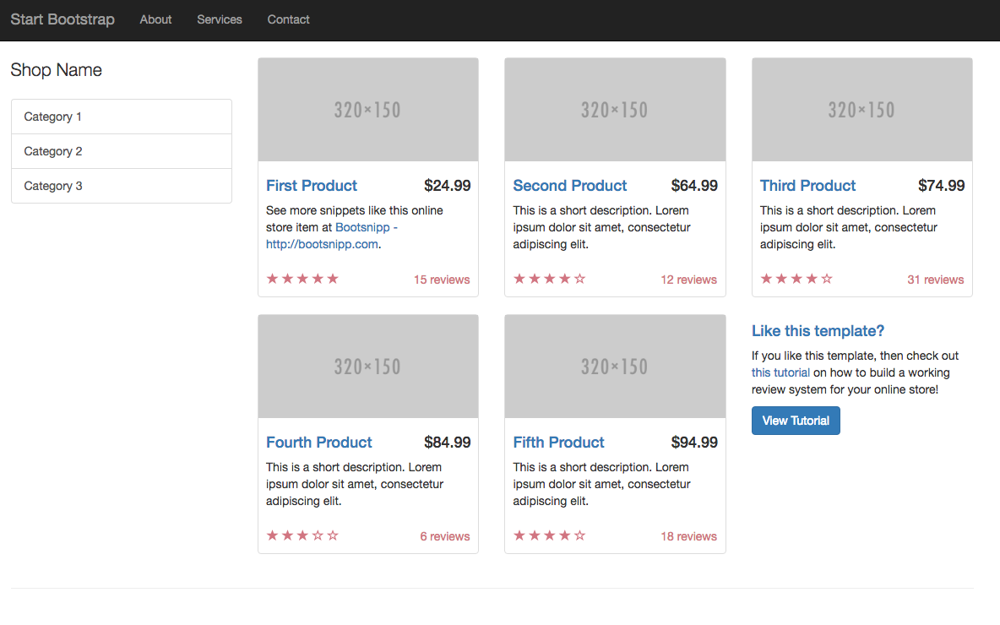 Start Bootstrap About Services Contact
Shop Name
Category 1
Category 2
Category 3
320×150
First Product $24.99
See more snippets like this online
store item at Bootsnipp -
http://bootsnipp.com.
★★★★★ 15 reviews
320×150
Second Product $64.99
This is a short description. Lorem
ipsum dolor sit amet, consectetur
adipiscing elit.
★★★★☆ 12 reviews
320×150
Third Product $74.99
This is a short description. Lorem
ipsum dolor sit amet, consectetur
adipiscing elit.
★★★★☆ 31 reviews
320×150
Fourth Product $84.99
This is a short description. Lorem
ipsum dolor sit amet, consectetur
adipiscing elit.
★★★☆☆ 6 reviews
320×150
Fifth Product $94.99
This is a short description. Lorem
ipsum dolor sit amet, consectetur
adipiscing elit.
★★★★☆ 18 reviews
Like this template?
If you like this template, then check out
this tutorial on how to build a working
review system for your online store!
View Tutorial